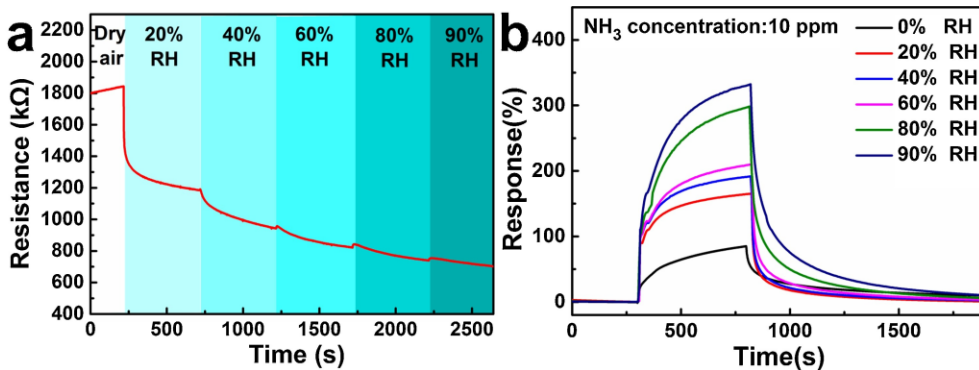 a
2200
2000
1800
1600
1400
1200
1000
800
600
400
Resistance (kΩ)
Dry air
20% RH
40% RH
60% RH
80% RH
90% RH
0 500 1000 1500 2000 2500
Time (s)
b
400
300
200
100
0
Response(%)
NH₃ concentration:10 ppm
0% RH
20% RH
40% RH
60% RH
80% RH
90% RH
0 500 1000 1500
Time(s)